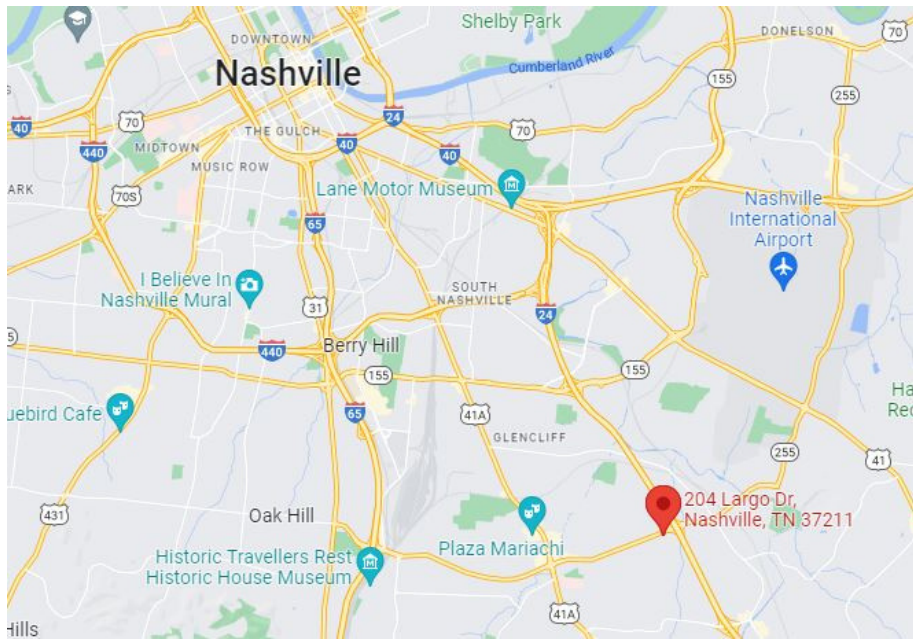 Shelby Park
DOWNTOWN
DONELSON
70
Nashville
Cumberland River
155
255
40
70
THE GULCH
24
70
440
MIDTOWN
40
40
MUSIC ROW
ARK
70S
Lane Motor Museum
Nashville
International
Airport
65
I Believe In
Nashville Mural
SOUTH
NASHVILLE
31
24
Berry Hill
440
155
155
uebird Cafe
65
41A
Ha
Rec
GLENCLIFF
255
41
431
Oak Hill
204 Largo Dr,
Nashville, TN 37211
Plaza Mariachi
Historic Travellers Rest
Historic House Museum
41A
Hills